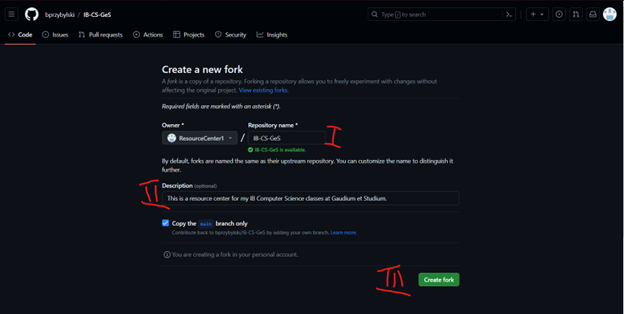 bprzybylski / IB-CS-GeS
Type / to search
Code Issues Pull requests Actions Projects Security Insights
Create a new fork
A fork is a copy of a repository. Forking a repository allows you to freely experiment with changes without
affecting the original project. View existing forks.
Required fields are marked with an asterisk (*).
Owner * Repository name *
ResourceCenter1 / IB-CS-GeS I
IB-CS-GeS is available.
By default, forks are named the same as their upstream repository. You can customize the name to distinguish it
further.
Description (optional)
II This is a resource center for my IB Computer Science classes at Gaudium et Studium.
Copy the main branch only
Contribute back to bprzybylski/IB-CS-GeS by adding your own branch. Learn more.
You are creating a fork in your personal account.
III Create fork